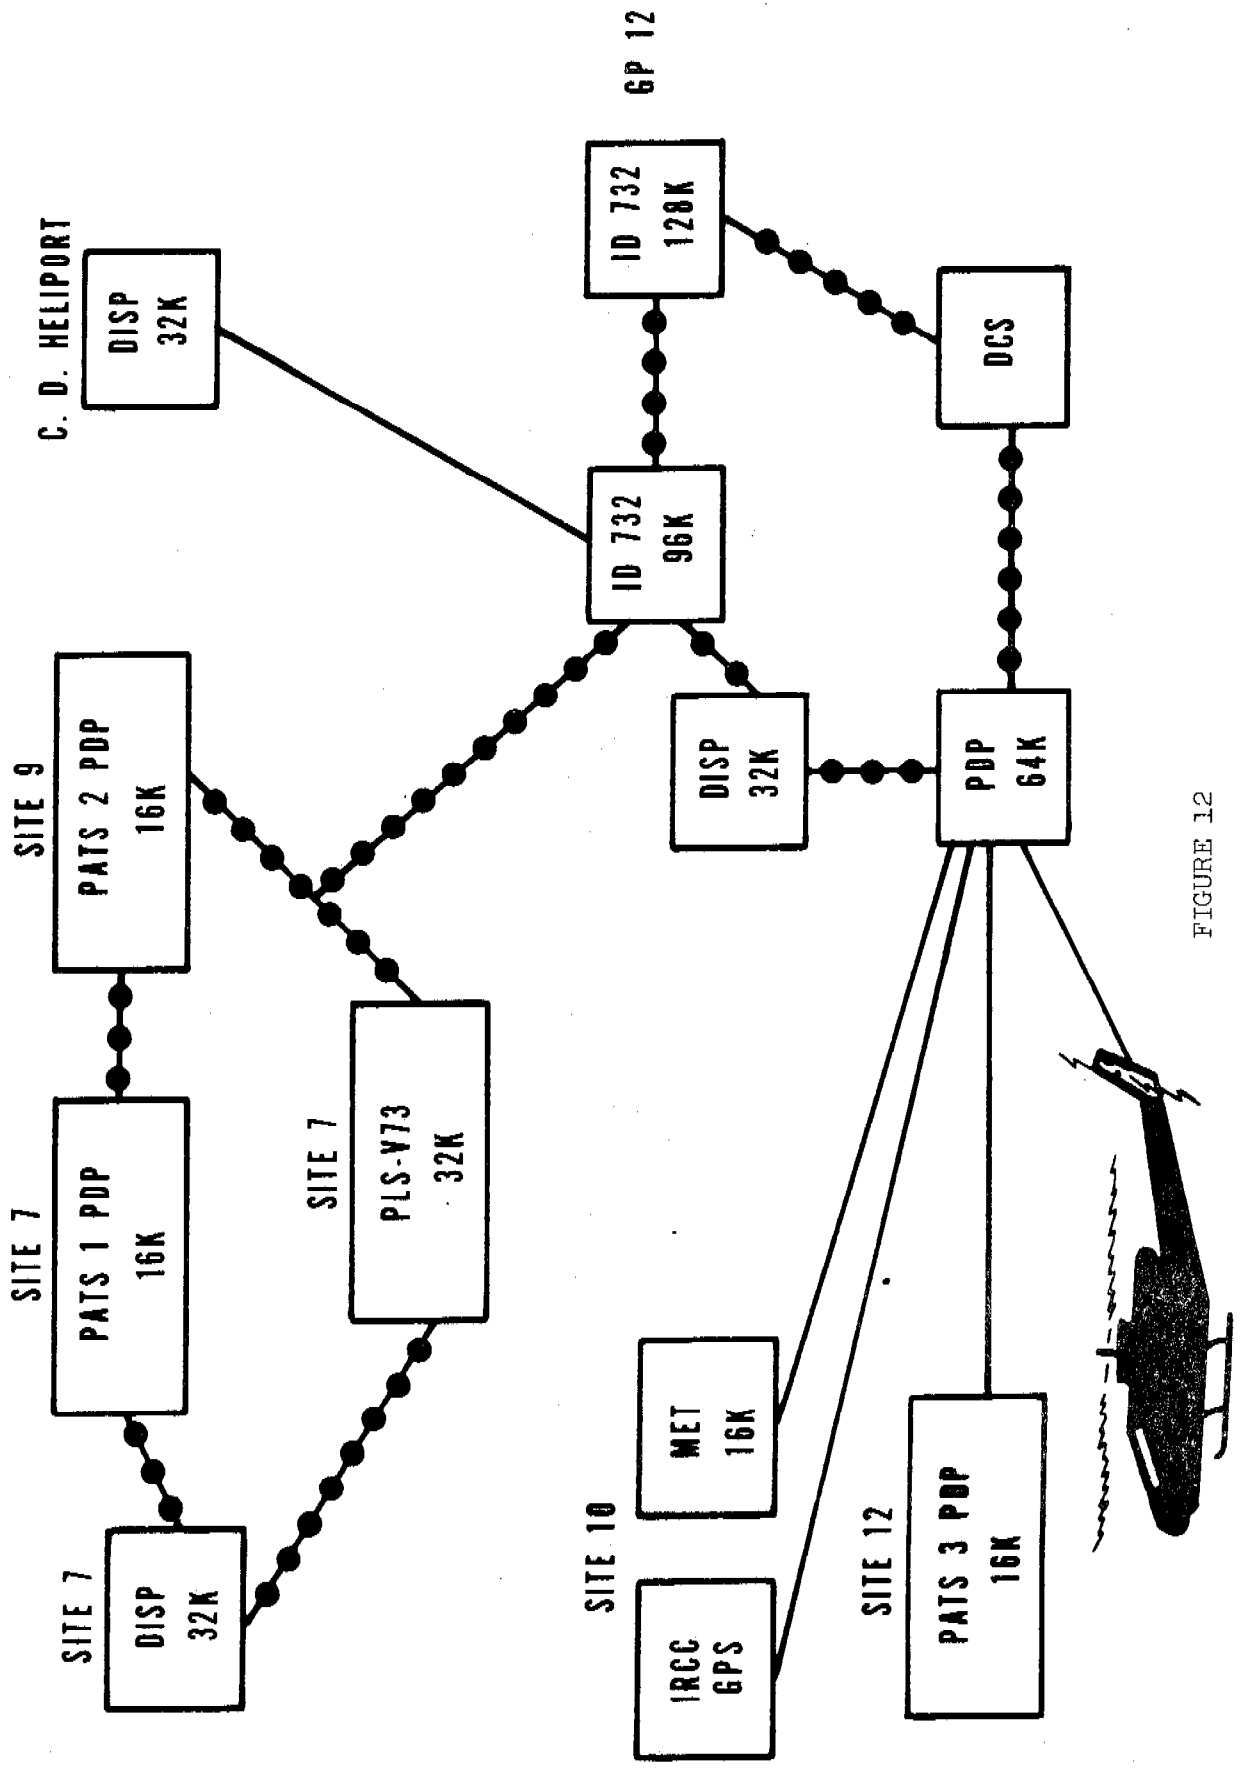 SITE 7
DISP
32K
SITE 7
PATS 1 PDP
16K
SITE 9
PATS 2 PDP
16K
C. D. HELIPORT
DISP
32K
SITE 7
PLS-V73
32K
ID 732
96K
ID 732
128K
GP 12
SITE 10
IRCC
GPS
MET
16K
DISP
32K
SITE 12
PATS 3 PDP
16K
PDP
64K
DCS
FIGURE 12